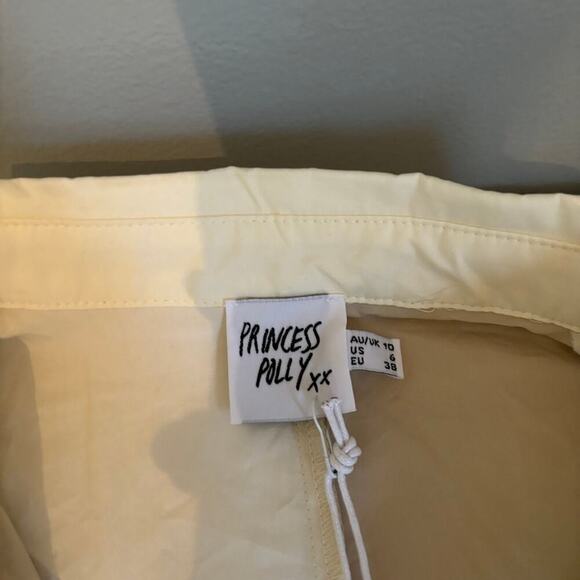 PRINCESS
POLLY xx
AU/UK 10
US 6
EU 38